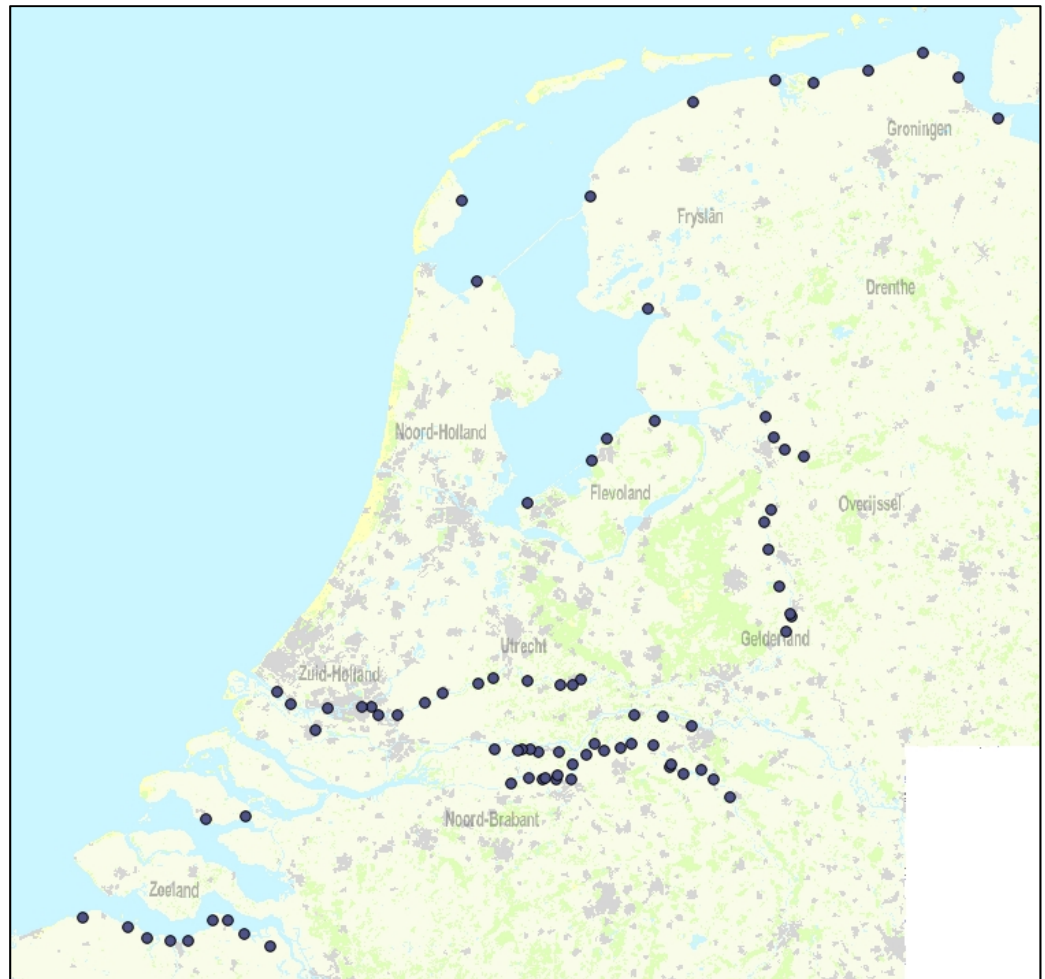 Groningen
Fryslân
Drenthe
Noord-Holland
Flevoland
Overijssel
Utrecht
Gelderland
Zuid-Holland
Noord-Brabant
Zeeland